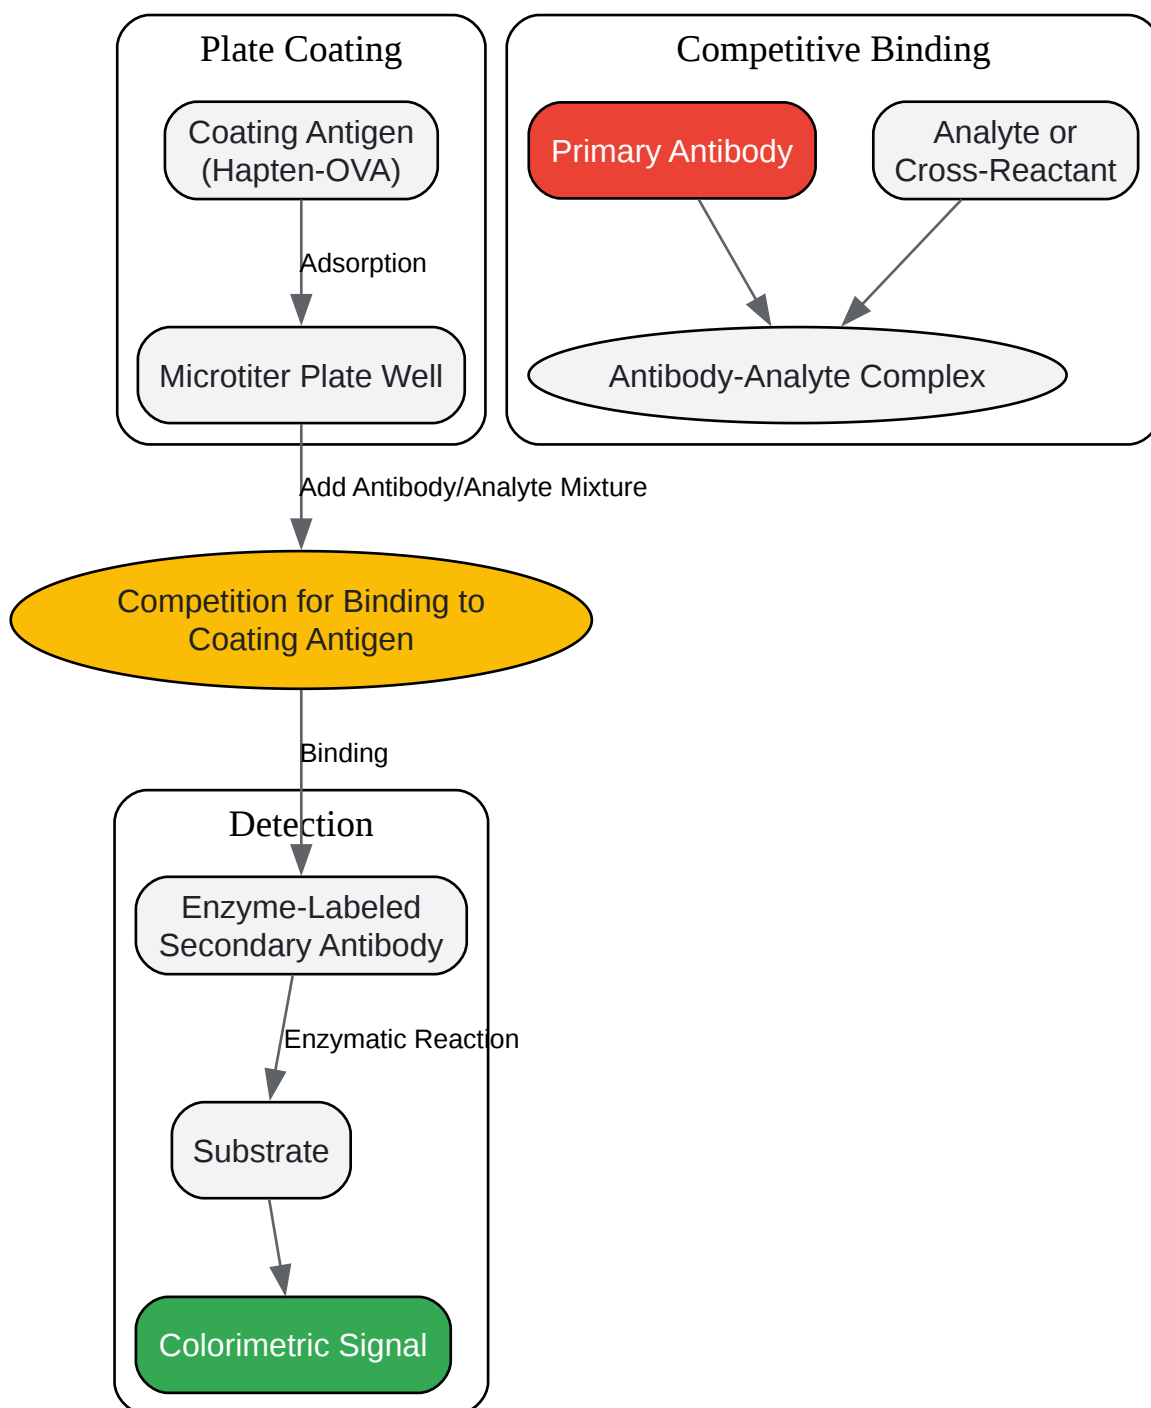 Plate Coating
Coating Antigen
(Hapten-OVA)
Adsorption
Microtiter Plate Well
Competitive Binding
Primary Antibody
Analyte or
Cross-Reactant
Antibody-Analyte Complex
Add Antibody/Analyte Mixture
Competition for Binding to
Coating Antigen
Binding
Detection
Enzyme-Labeled
Secondary Antibody
Enzymatic Reaction
Substrate
Colorimetric Signal